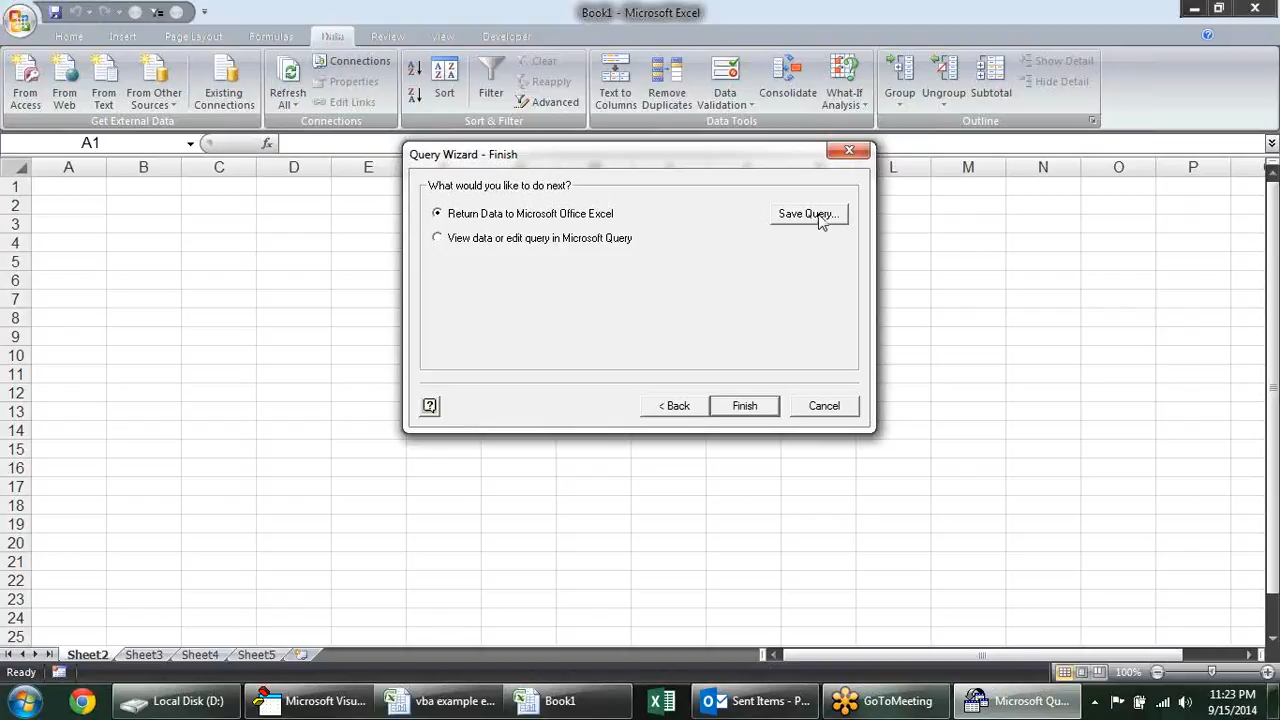 Book1 - Microsoft Excel
Home Insert Page Layout Formulas Data Review View Developer
From Access
From Web
From Text
From Other Sources
Existing Connections
Get External Data
Refresh All
Connections
Properties
Edit Links
Connections
Sort
Filter
Clear
Reapply
Advanced
Sort & Filter
Text to Columns
Remove Duplicates
Data Validation
Consolidate
What-If Analysis
Data Tools
Group
Ungroup
Subtotal
Show Detail
Hide Detail
Outline
A1 fx
A B C D E L M N O P
1
2
3
4
5
6
7
8
9
10
11
12
13
14
15
16
17
18
19
20
21
22
23
24
25
Query Wizard - Finish
What would you like to do next?
Return Data to Microsoft Office Excel
Save Query...
View data or edit query in Microsoft Query
< Back Finish Cancel
Sheet2 Sheet3 Sheet4 Sheet5
Ready 100%
Local Disk (D:) Microsoft Visu... vba example e... Book1 Sent Items - P... GoToMeeting Microsoft Qu... 11:23 PM
9/15/2014